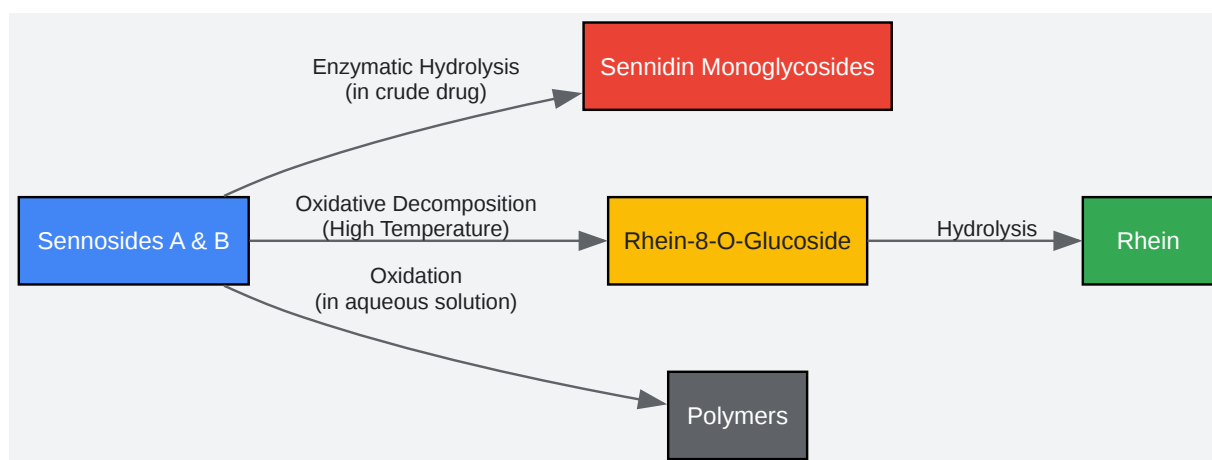 Enzymatic Hydrolysis
(in crude drug)
Sennidin Monoglycosides
Sennosides A & B
Oxidative Decomposition
(High Temperature)
Rhein-8-O-Glucoside
Hydrolysis
Rhein
Oxidation
(in aqueous solution)
Polymers